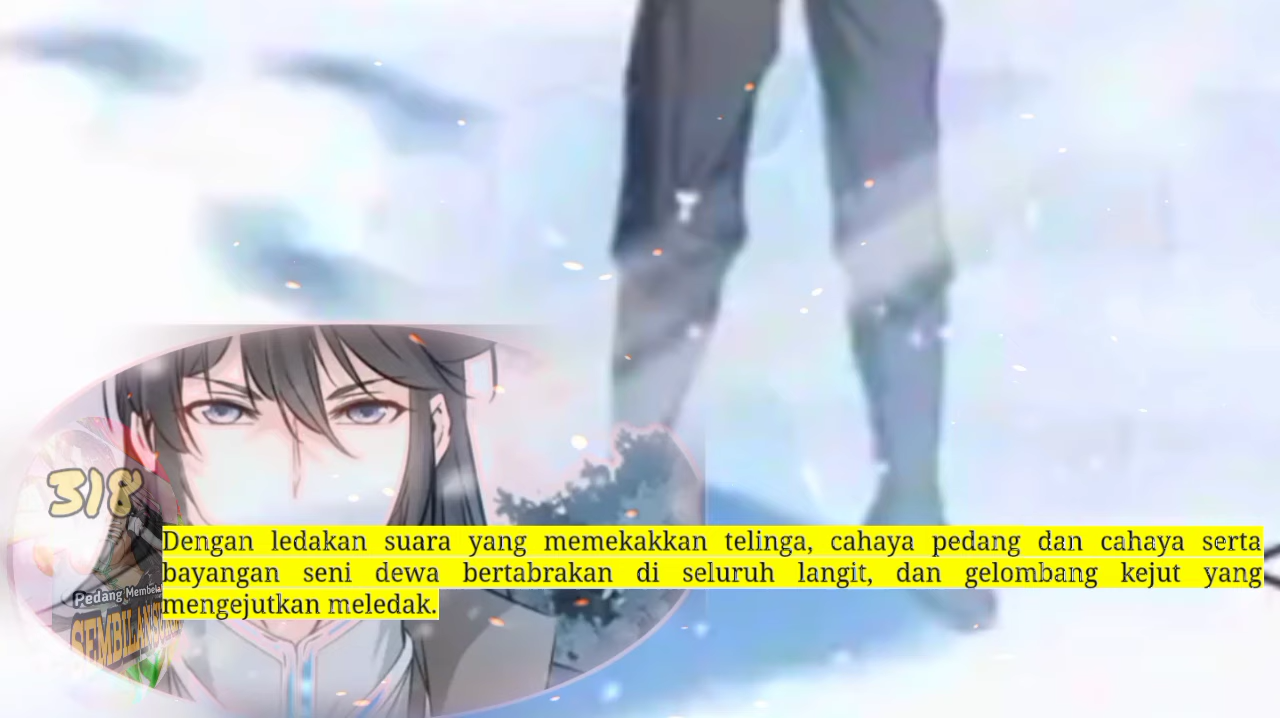 318
Dengan ledakan suara yang memekakkan telinga, cahaya pedang dan cahaya serta
bayangan seni dewa bertabrakan di seluruh langit, dan gelombang kejut yang
mengejutkan meledak.
Pedang